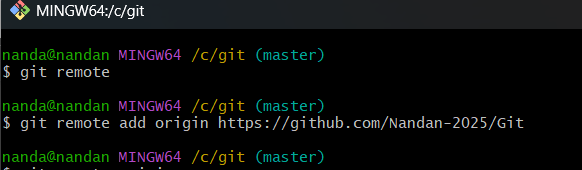 MINGW64:/c/git
nanda@nandan MINGW64 /c/git (master)
$ git remote
nanda@nandan MINGW64 /c/git (master)
$ git remote add origin https://github.com/Nandan-2025/Git
nanda@nandan MINGW64 /c/git (master)